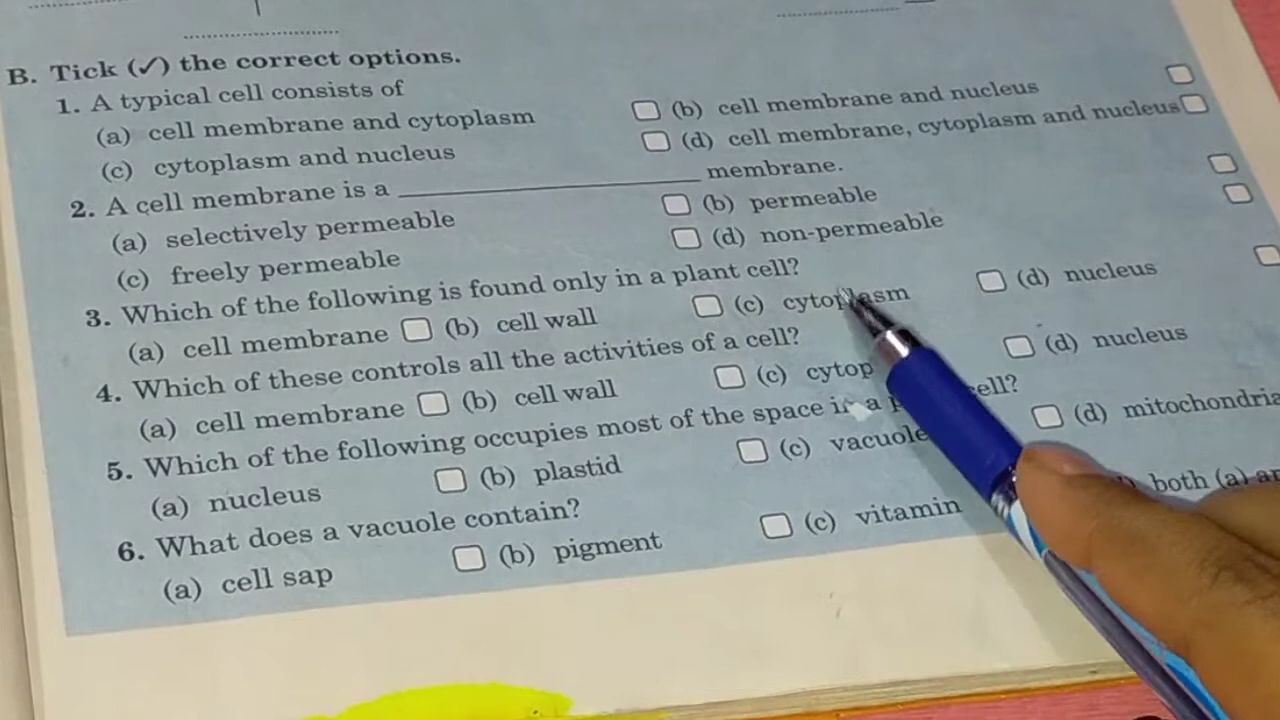 B. Tick (✓) the correct options.
1. A typical cell consists of
(a) cell membrane and cytoplasm (b) cell membrane and nucleus
(c) cytoplasm and nucleus (d) cell membrane, cytoplasm and nucleus
2. A cell membrane is a ____________ membrane.
(a) selectively permeable (b) permeable
(c) freely permeable (d) non-permeable
3. Which of the following is found only in a plant cell?
(a) cell membrane (b) cell wall (c) cytoplasm (d) nucleus
4. Which of these controls all the activities of a cell?
(a) cell membrane (b) cell wall (c) cytop (d) nucleus
5. Which of the following occupies most of the space in a cell?
(a) nucleus (b) plastid (c) vacuole (d) mitochondria
6. What does a vacuole contain?
(a) cell sap (b) pigment (c) vitamin both (a)